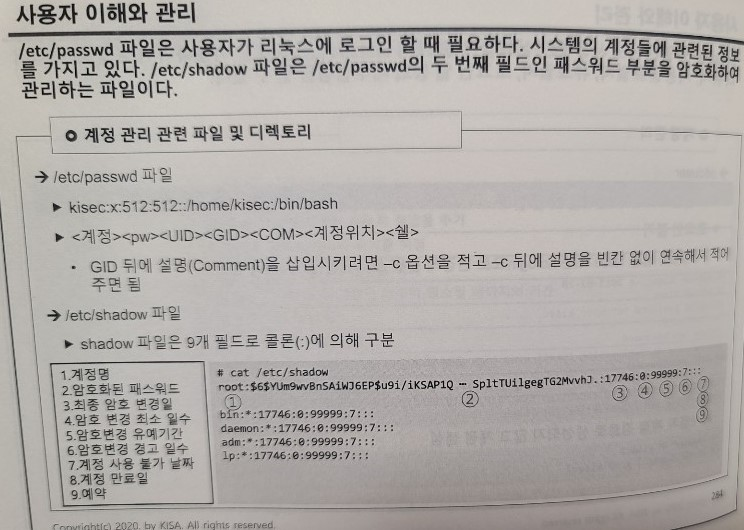 사용자 이해와 관리
/etc/passwd 파일은 사용자가 리눅스에 로그인 할 때 필요하다. 시스템의 계정들에 관련된 정보
를 가지고 있다. /etc/shadow 파일은 /etc/passwd의 두 번째 필드인 패스워드 부분을 암호화하여
관리하는 파일이다.
계정 관리 관련 파일 및 디렉토리
→ /etc/passwd 파일
▶ kisec:x:512:512::/home/kisec:/bin/bash
▶ <계정><pw><UID><GID><COM><계정위치><쉘>
• GID 뒤에 설명(Comment)을 삽입시키려면 –c 옵션을 적고 –c 뒤에 설명을 빈칸 없이 연속해서 적어
주면 됨
→ /etc/shadow 파일
▶ shadow 파일은 9개 필드로 콜론(:)에 의해 구분
1.계정명
2.암호화된 패스워드
3.최종 암호 변경일
4.암호 변경 최소 일수
5.암호변경 유예기간
6.암호변경 경고 일수
7.계정 사용 불가 날짜
8.계정 만료일
9.예약
# cat /etc/shadow
root:$6$YUm9wvBnSAiWJ6EP$u9i/iKSAP1Q … SpltTUilgegTG2MvvhJ.:17746:0:99999:7:::
① ② ③ ④ ⑤ ⑥ ⑦
⑧
⑨
bin:*:17746:0:99999:7:::
daemon:*:17746:0:99999:7:::
adm:*:17746:0:99999:7:::
lp:*:17746:0:99999:7:::
264
Copyright(c) 2020, by KISA, All rights reserved.